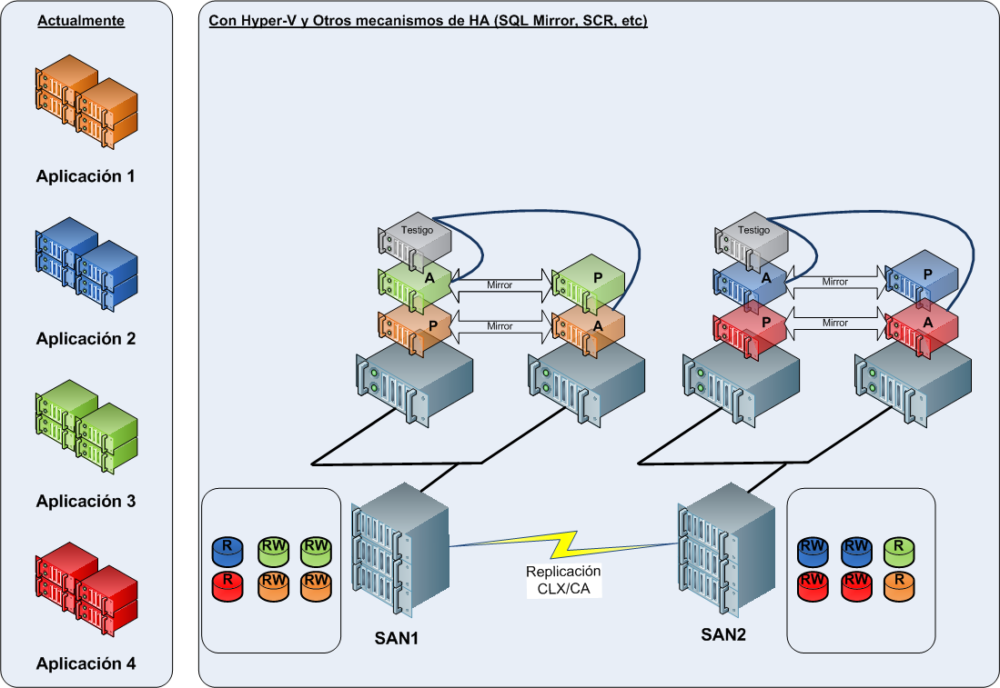 Actualmente
Aplicación 1
Aplicación 2
Aplicación 3
Aplicación 4
Con Hyper-V y Otros mecanismos de HA (SQL Mirror, SCR, etc)
Testigo
A
Mirror
P
P
Mirror
A
Testigo
A
Mirror
P
P
Mirror
A
R RW RW
R RW RW
SAN1
Replicación
CLX/CA
SAN2
RW RW R
RW RW R